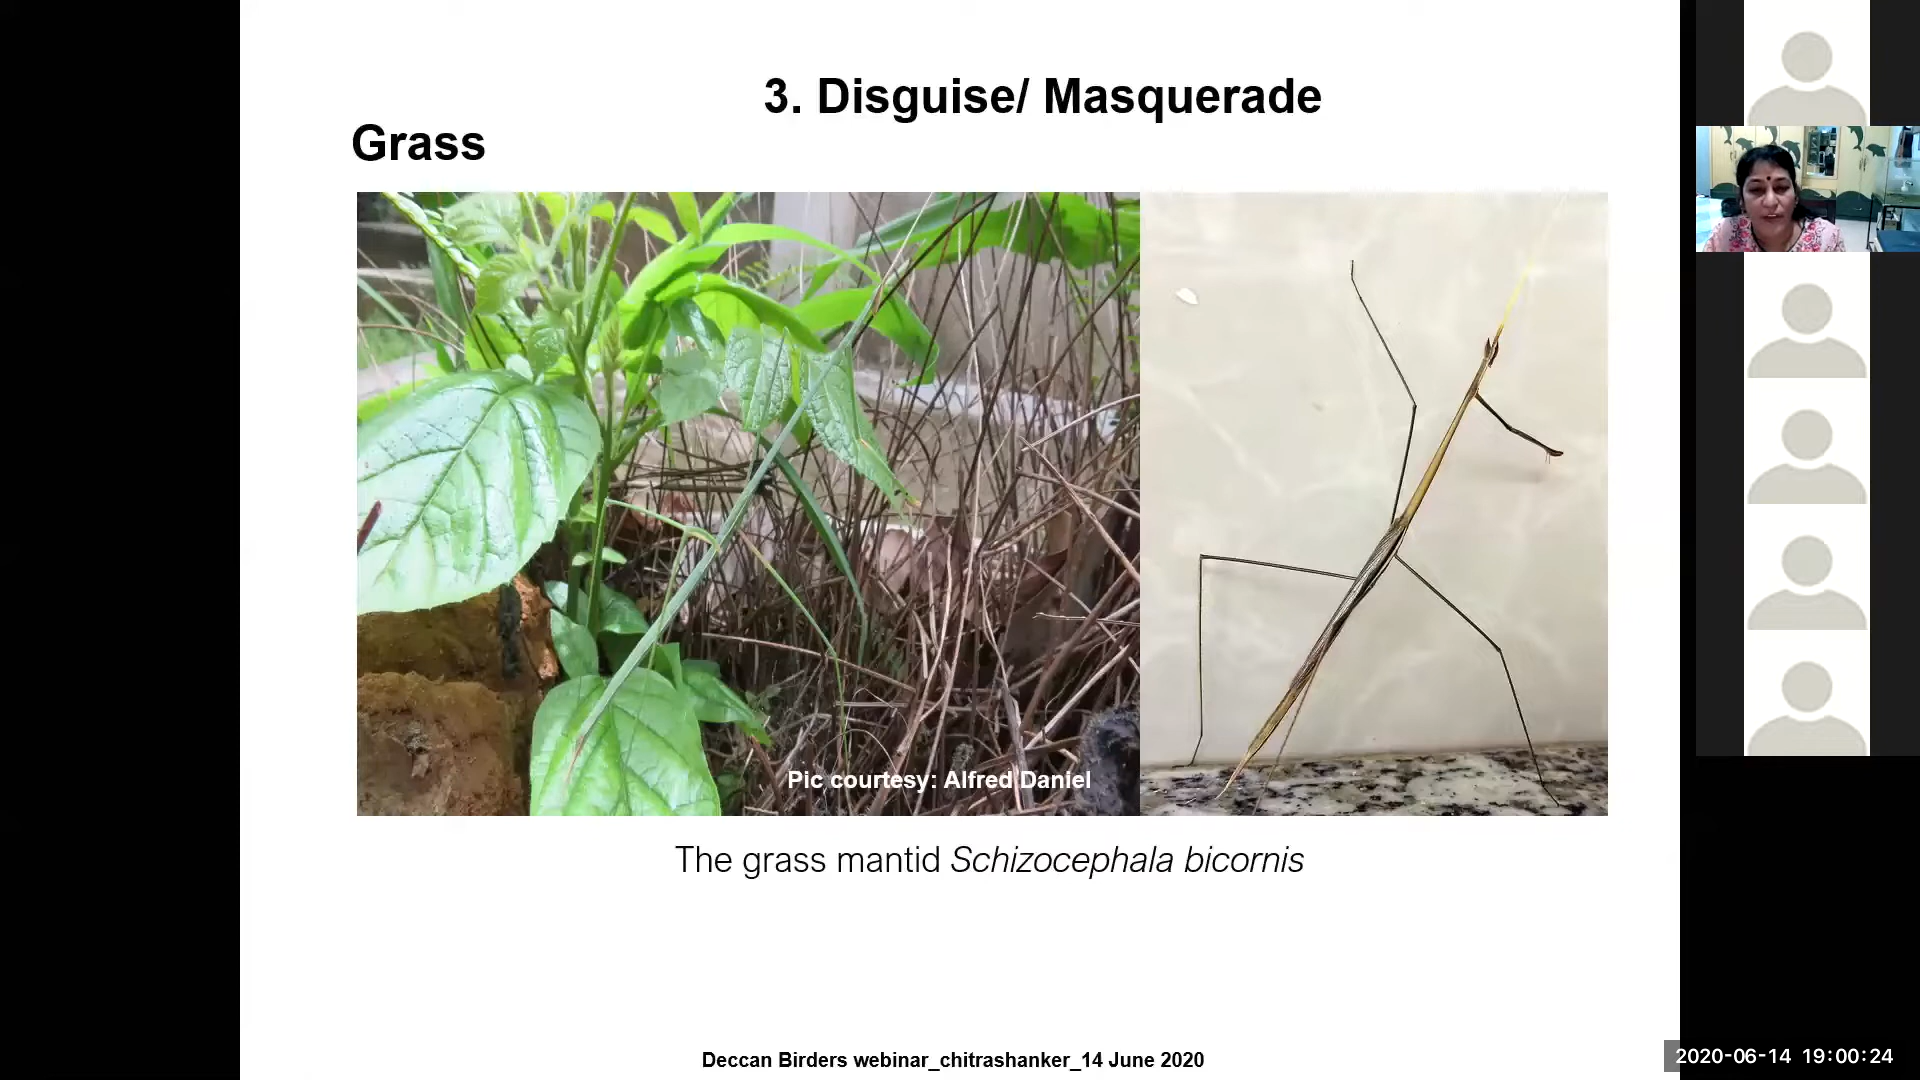 3. Disguise/ Masquerade
Grass
Pic courtesy: Alfred Daniel
The grass mantid Schizocephala bicornis
Deccan Birders webinar_chitrashanker_14 June 2020
2020-06-14 19:00:24